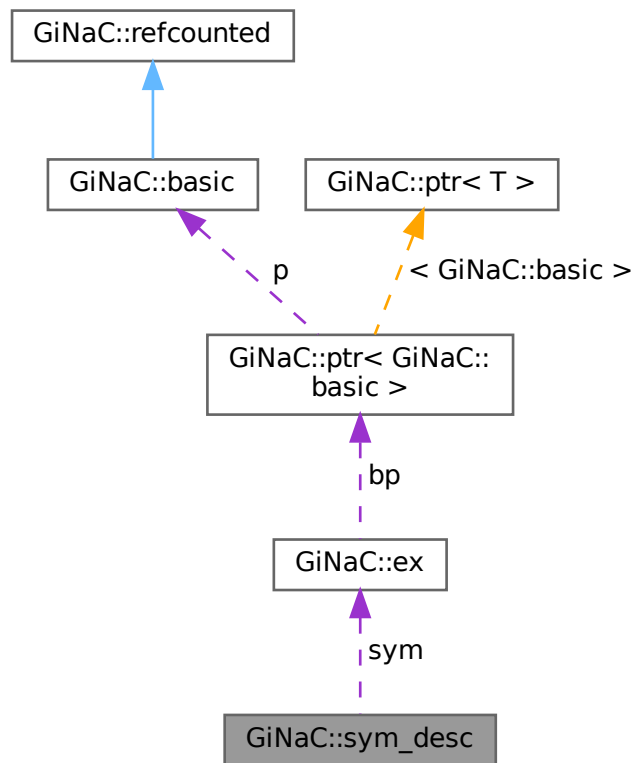 GiNaC::refcounted
GiNaC::basic
GiNaC::ptr< T >
p
< GiNaC::basic >
GiNaC::ptr< GiNaC::
basic >
bp
GiNaC::ex
sym
GiNaC::sym_desc